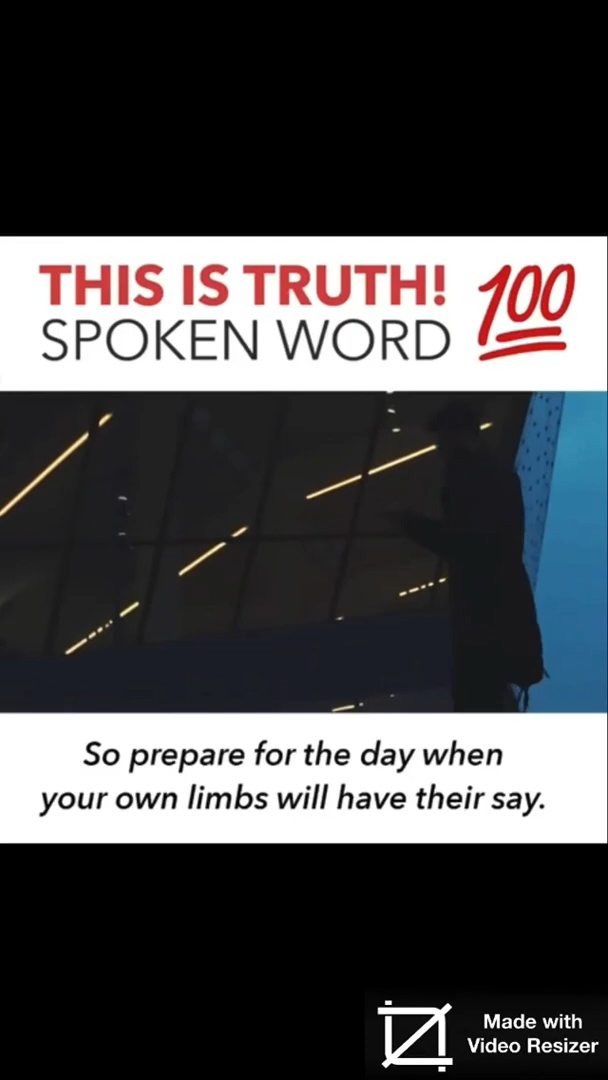 THIS IS TRUTH!
SPOKEN WORD
100
So prepare for the day when
your own limbs will have their say.
Made with
Video Resizer